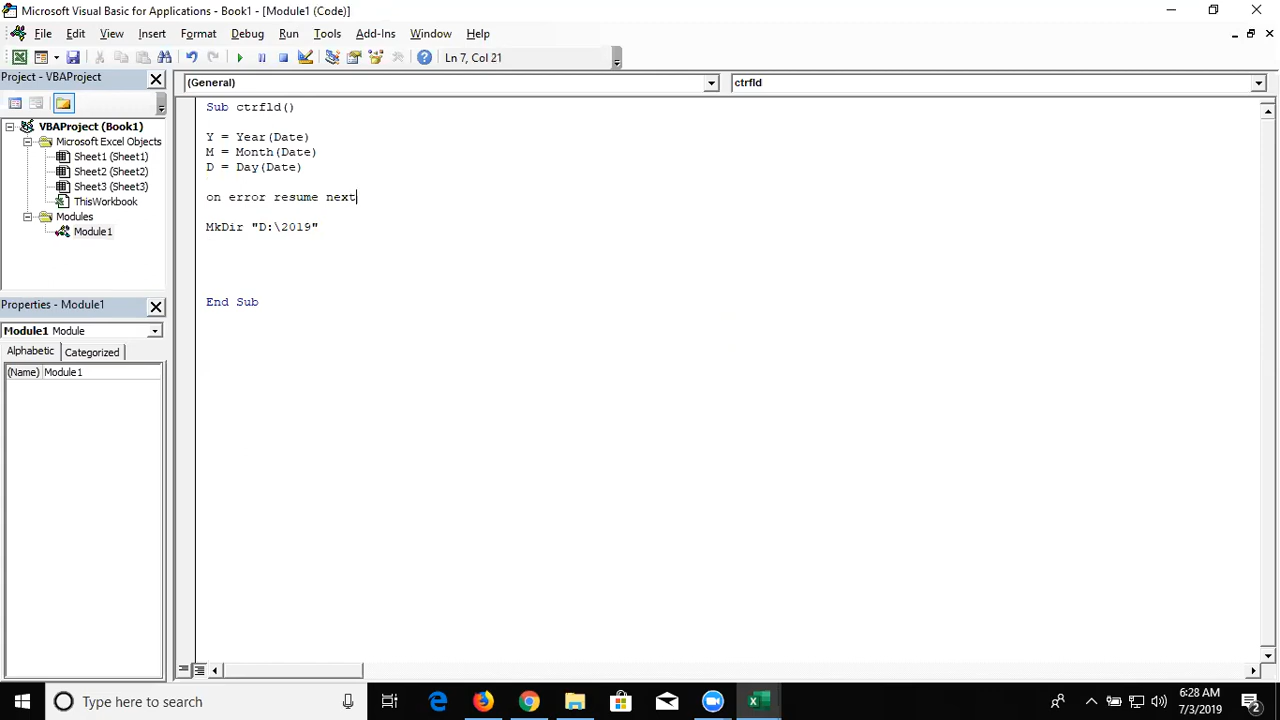 Microsoft Visual Basic for Applications - Book1 - [Module1 (Code)]
File Edit View Insert Format Debug Run Tools Add-Ins Window Help
Ln 7, Col 21
Project - VBAProject
VBAProject (Book1)
Microsoft Excel Objects
Sheet1 (Sheet1)
Sheet2 (Sheet2)
Sheet3 (Sheet3)
ThisWorkbook
Modules
Module1
Properties - Module1
Module1 Module
Alphabetic Categorized
(Name) Module1
(General) ctrfld
Sub ctrfld()
Y = Year(Date)
M = Month(Date)
D = Day(Date)
on error resume next
MkDir "D:\2019"
End Sub
Type here to search
6:28 AM
7/3/2019
2